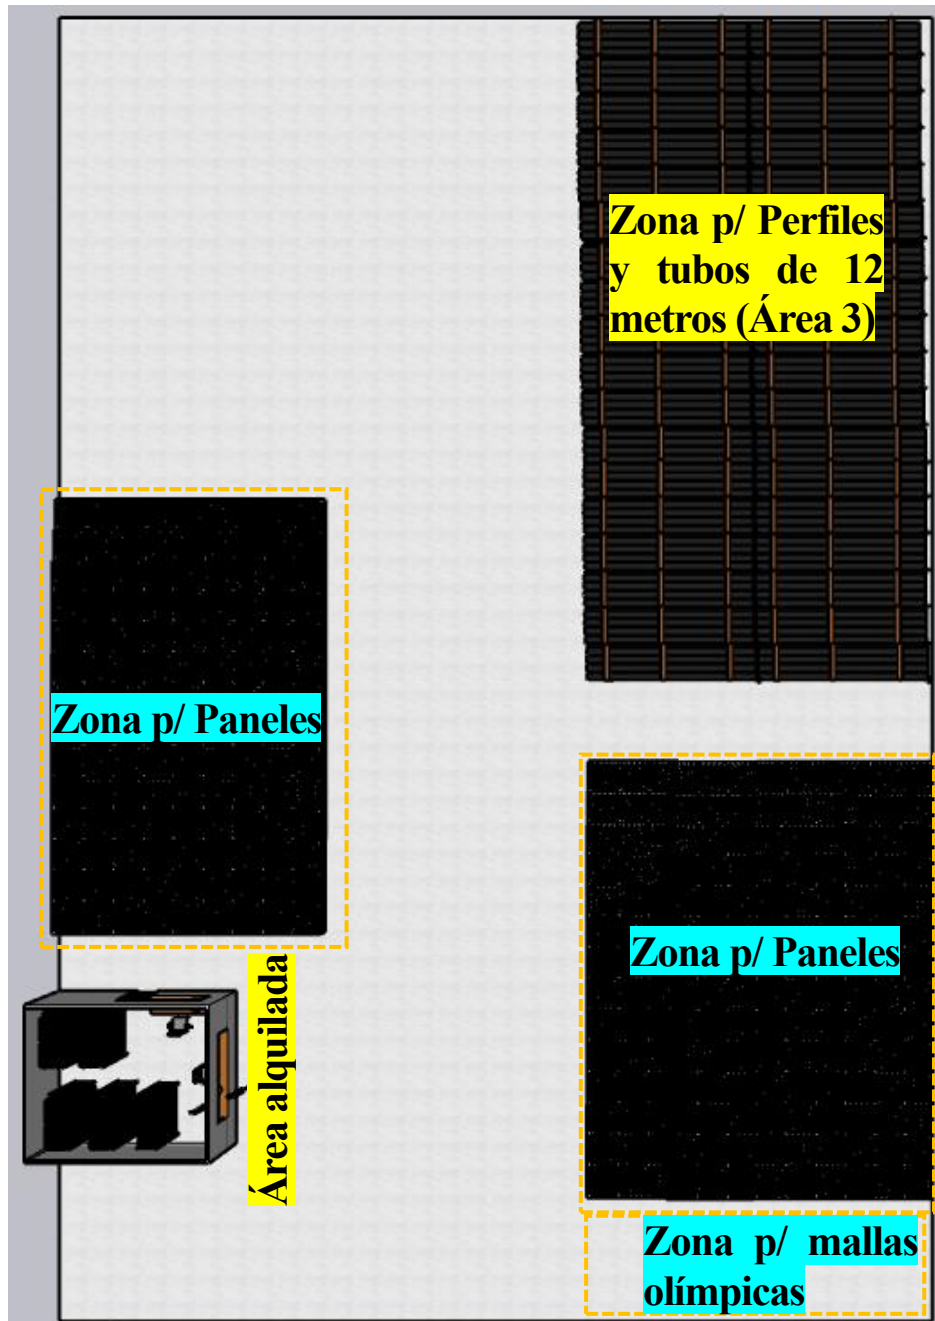 Zona p/ Perfiles
y tubos de 12
metros (Área 3)
Zona p/ Paneles
Zona p/ Paneles
Área alquilada
Zona p/ mallas
olímpicas